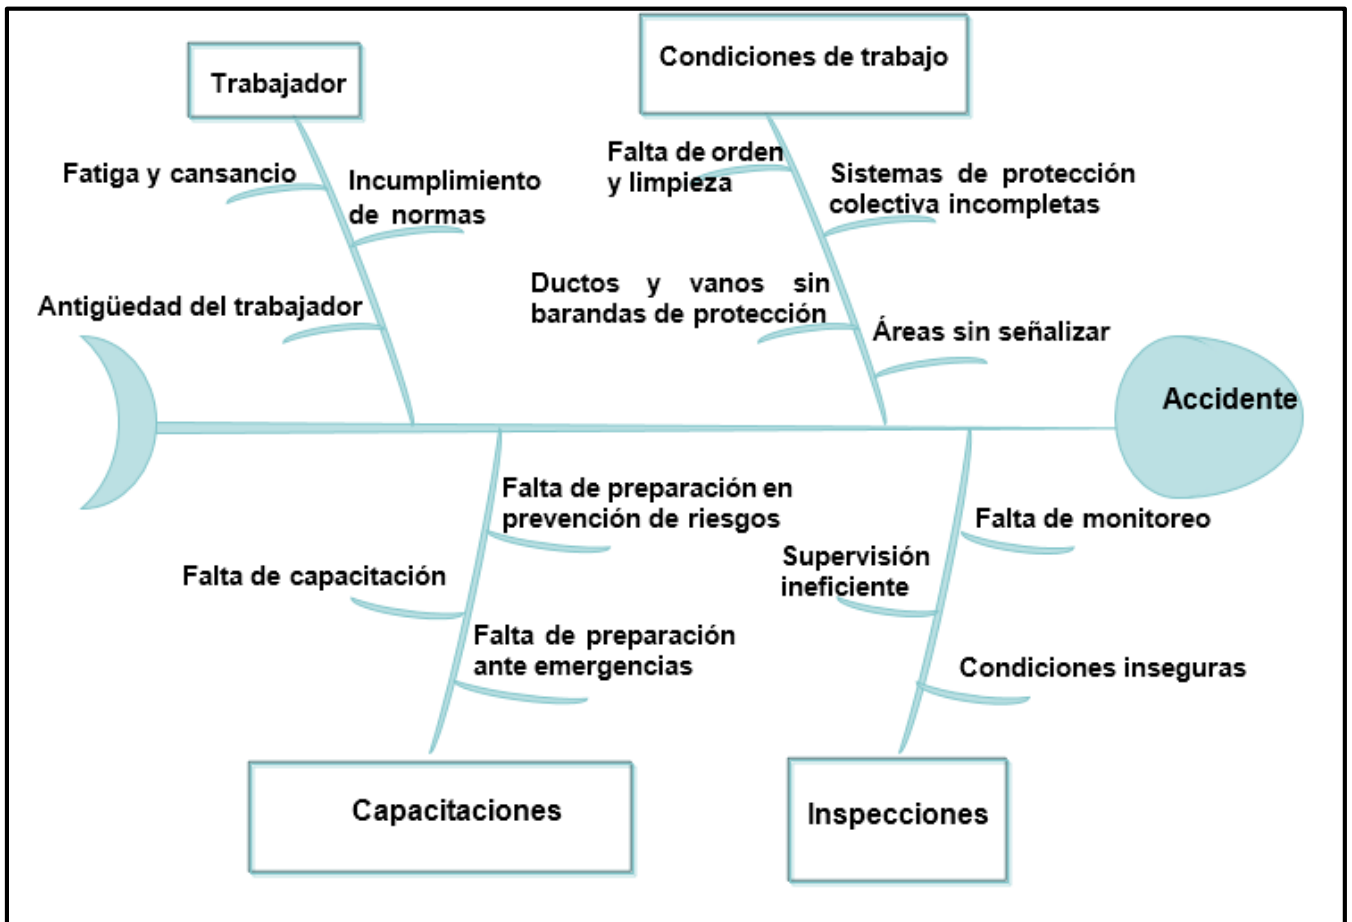 Trabajador
Condiciones de trabajo
Fatiga y cansancio
Incumplimiento
de normas
Antigüedad del trabajador
Falta de orden
y limpieza
Sistemas de protección
colectiva incompletas
Ductos y vanos sin
barandas de protección
Áreas sin señalizar
Accidente
Falta de preparación en
prevención de riesgos
Falta de capacitación
Falta de preparación
ante emergencias
Falta de monitoreo
Supervisión
ineficiente
Condiciones inseguras
Capacitaciones
Inspecciones